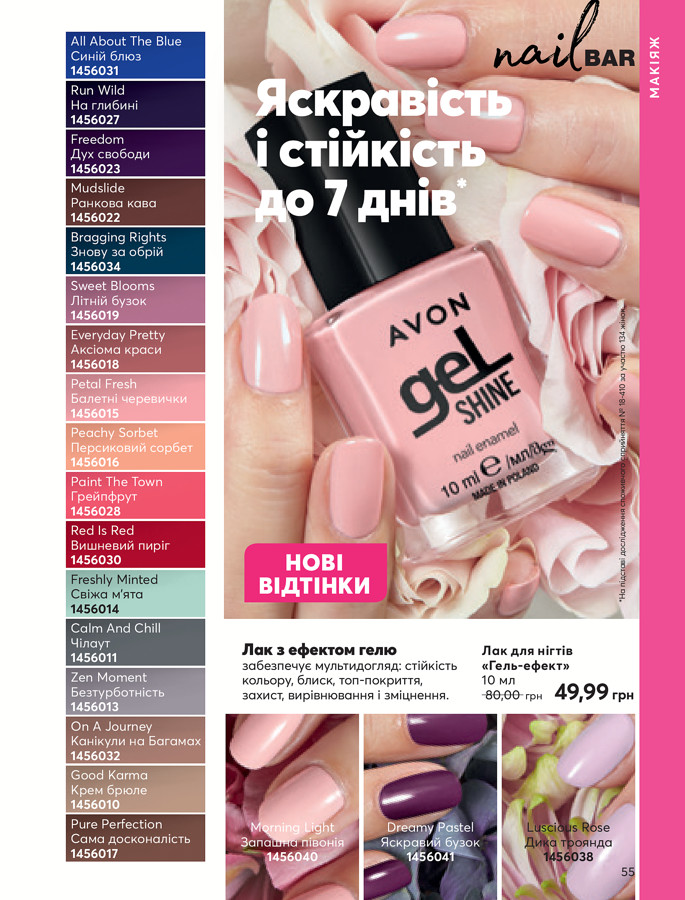 All About The Blue
Синій блюз
1456031
Run Wild
На глибині
1456027
Freedom
Дух свободи
1456023
Mudslide
Ранкова кава
1456022
Bragging Rights
Знову за обрій
1456034
Sweet Blooms
Літній бузок
1456019
Everyday Pretty
Аксіома краси
1456018
Petal Fresh
Балетні черевички
1456015
Peachy Sorbet
Персиковий сорбет
1456016
Paint The Town
Грейпфрут
1456028
Red Is Red
Вишневий пиріг
1456030
Freshly Minted
Свіжа м'ята
1456014
Calm And Chill
Чілаут
1456011
Zen Moment
Безтурботність
1456013
On A Journey
Канікули на Багамах
1456032
Good Karma
Крем брюле
1456010
Pure Perfection
Сама досконалість
1456017
nail BAR
МАКІЯЖ
Яскравість
і стійкість
до 7 днів*
AVON
gel
SHINE
nail enamel
10 ml e /мл/
MADE IN POLAND
*На підставі дослідження споживчого сприйняття № 18-410 за участю 134 жінок.
НОВІ
ВІДТІНКИ
Лак з ефектом гелю
забезпечує мультидогляд: стійкість
кольору, блиск, топ-покриття,
захист, вирівнювання і зміцнення.
Лак для нігтів
«Гель-ефект»
10 мл
80,00 грн 49,99 грн
Morning Light
Запашна півонія
1456040
Dreamy Pastel
Яскравий бузок
1456041
Luscious Rose
Дика троянда
1456038
55